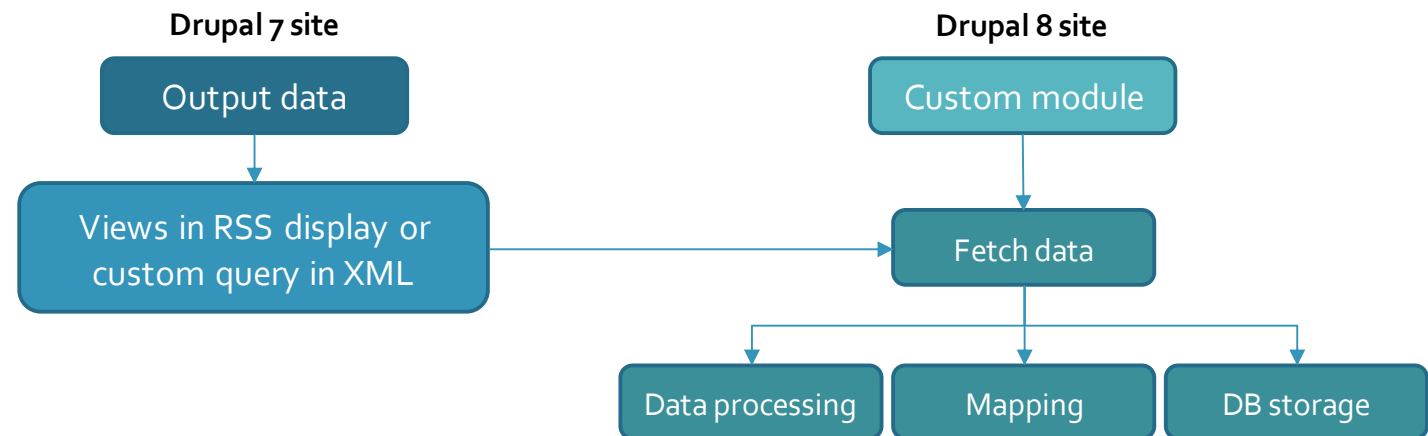 Drupal 7 site
Output data
Views in RSS display or
custom query in XML
Drupal 8 site
Custom module
Fetch data
Data processing
Mapping
DB storage